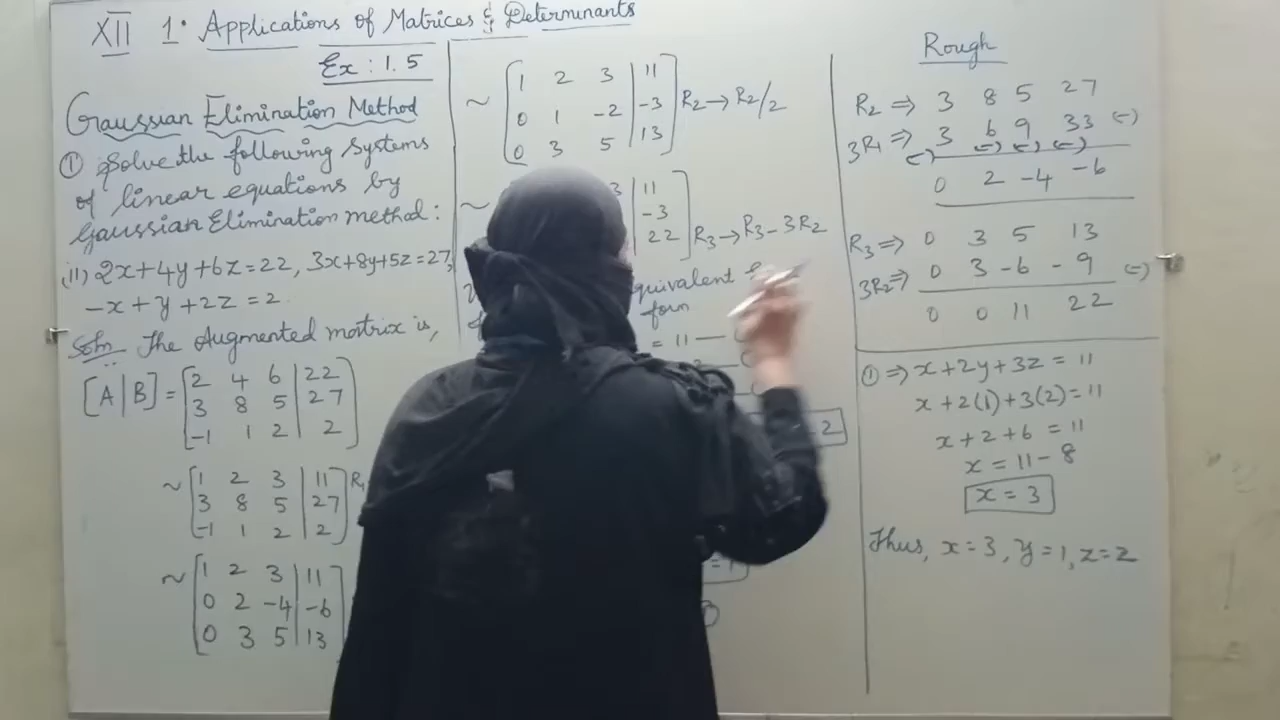 XII 1. Applications of Matrices & Determinants
Ex : 1.5
Gaussian Elimination Method
① Solve the following systems
of linear equations by
Gaussian Elimination method:
(ii) 2x+4y+6z=22, 3x+8y+5z=27,
-x+y+2z=2
Soln The Augmented matrix is,
[A|B] = [2 4 6 | 22
3 8 5 | 27
-1 1 2 | 2]
~ [1 2 3 | 11] R₁
3 8 5 | 27
-1 1 2 | 2]
~ [1 2 3 | 11
0 2 -4 | -6
0 3 5 | 13]
~ [1 2 3 | 11
0 1 -2 | -3] R₂→R₂/2
0 3 5 | 13]
~ 3 | 11
| -3
| 22] R₃→R₃-3R₂
equivalent
form
= 11 —
2
Rough
R₂ ⇒ 3 8 5 27
3R₁ ⇒ 3 6 9 33 (-)
(-) (-) (-) (-)
0 2 -4 -6
R₃ ⇒ 0 3 5 13
3R₂ ⇒ 0 3 -6 -9 (-)
0 0 11 22
① ⇒ x+2y+3z = 11
x+2(1)+3(2)=11
x+2+6 = 11
x = 11-8
x = 3
Thus, x=3, y=1, z=2